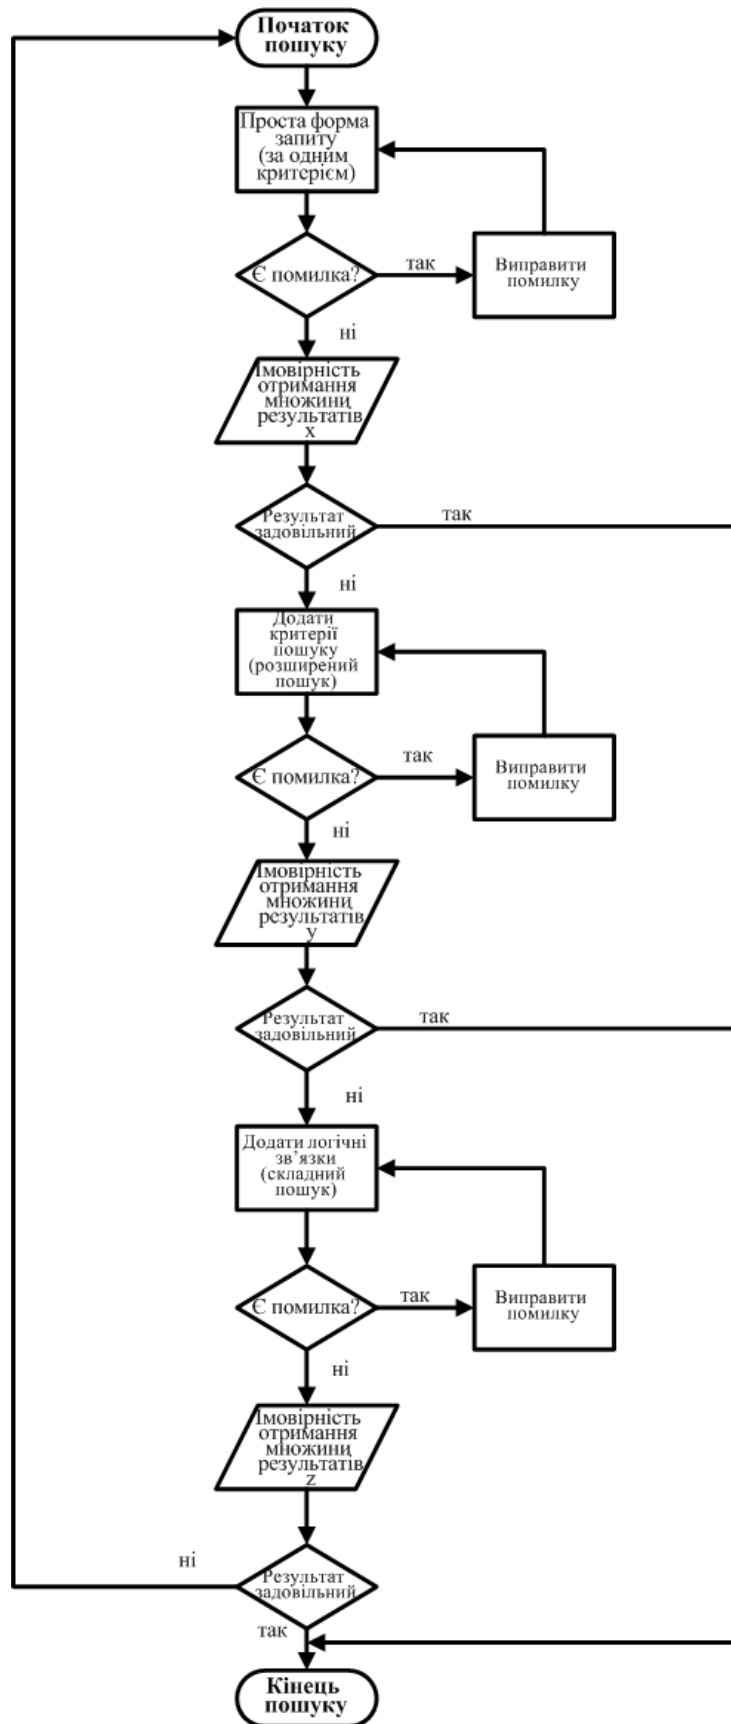 Початок
пошуку
Проста форма
запиту
(за одним
критерієм)
Є помилка?
так
Виправити
помилку
ні
Імовірність
отримання
множини
результатів
x
Результат
задовільний
так
ні
Додати
критерії
пошуку
(розширений
пошук)
Є помилка?
так
Виправити
помилку
ні
Імовірність
отримання
множини
результатів
y
Результат
задовільний
так
ні
Додати логічні
зв’язки
(складний
пошук)
Є помилка?
так
Виправити
помилку
ні
Імовірність
отримання
множини
результатів
z
ні
Результат
задовільний
так
Кінець
пошуку